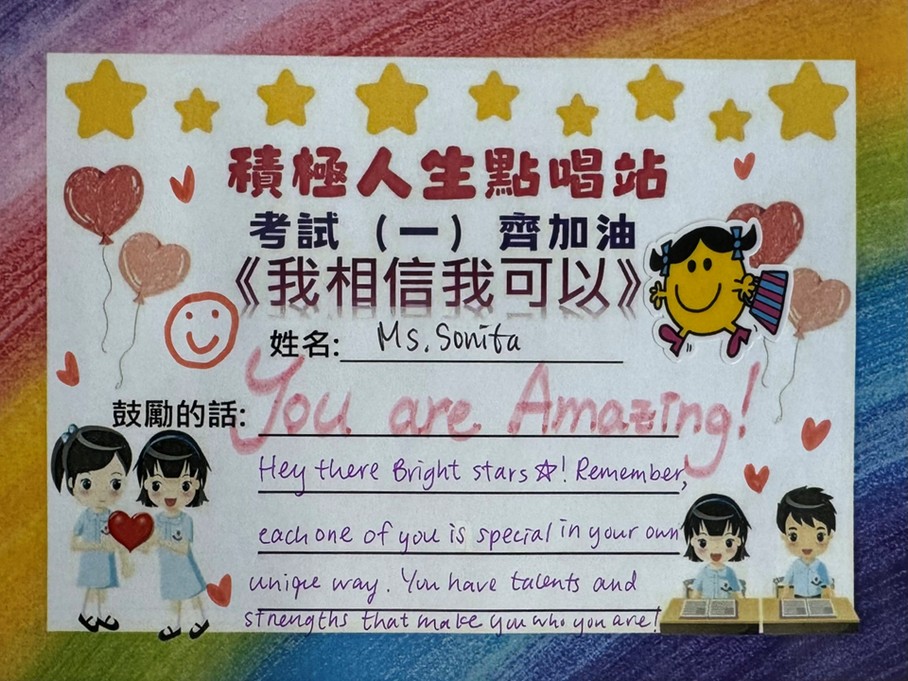 積極人生點唱站
考試（一）齊加油
《我相信我可以》
姓名: Ms. Sonita
鼓勵的話: You are Amazing!
Hey there Bright stars☆! Remember,
each one of you is special in your own
unique way. You have talents and
strengths that make you who you are!